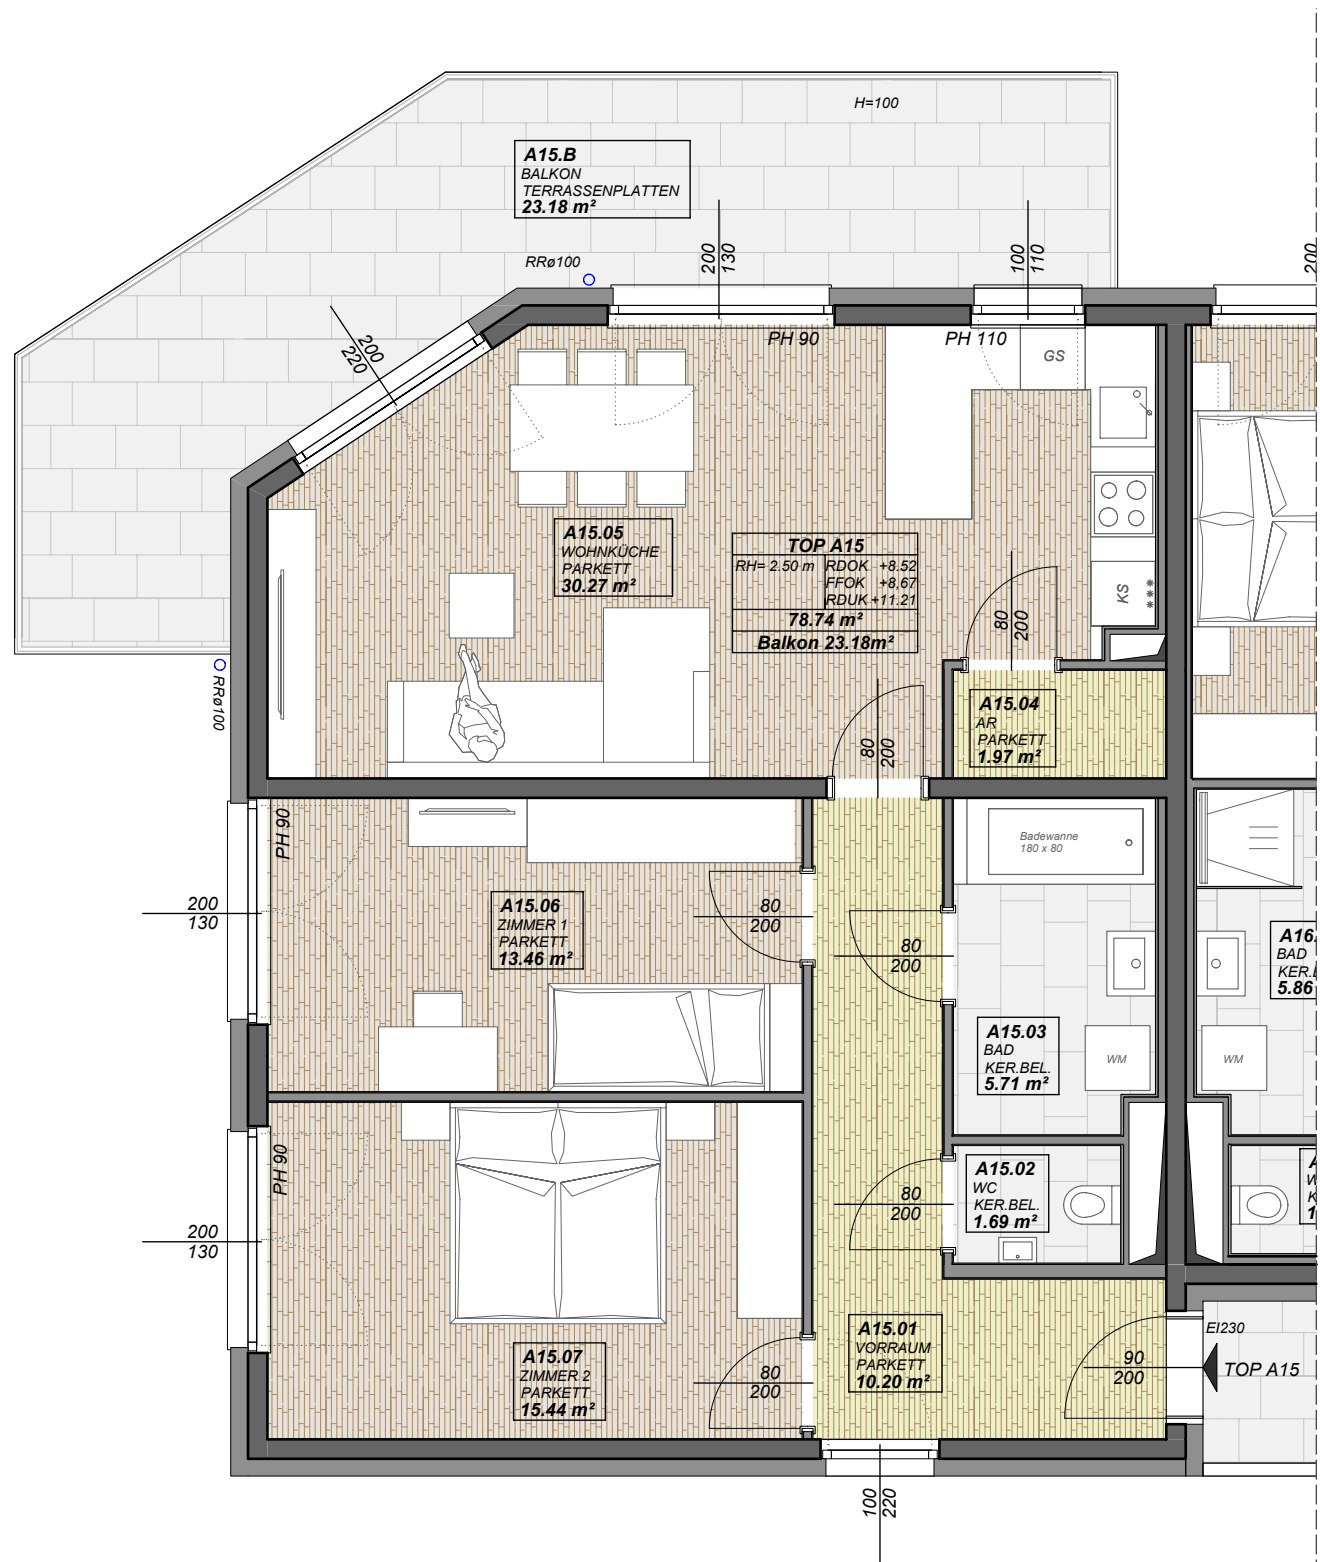 H=100
A15.B
BALKON
TERRASSENPLATTEN
23.18 m²
RRø100
200
130
100
110
200
200
220
PH 90
PH 110
GS
A15.05
WOHNKÜCHE
PARKETT
30.27 m²
TOP A15
RH= 2.50 m RDOK +8.52
FFOK +8,67
RDUK +11.21
78.74 m²
Balkon 23.18m²
KS
80
200
RRø100
A15.04
AR
PARKETT
1.97 m²
80
200
PH 90
Badewanne
180 x 80
200
130
A15.06
ZIMMER 1
PARKETT
13.46 m²
80
200
80
200
A16.
BAD
KER.B
5.86
A15.03
BAD
KER.BEL.
5.71 m²
WM
WM
PH 90
200
130
A15.02
WC
KER.BEL.
1.69 m²
80
200
A15.07
ZIMMER 2
PARKETT
15.44 m²
80
200
A15.01
VORRAUM
PARKETT
10.20 m²
90
200
EI230
TOP A15
100
220